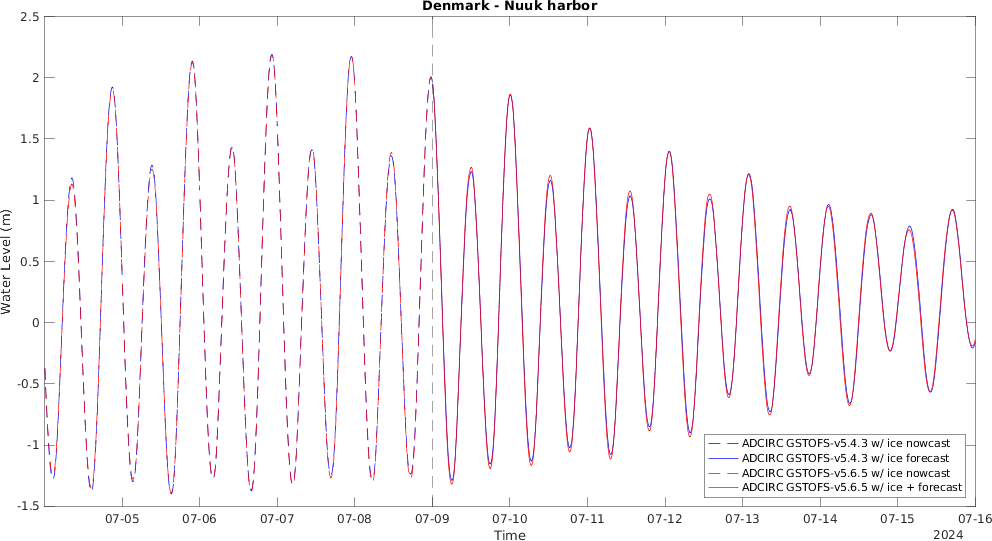 Denmark - Nuuk harbor
2.5
2
1.5
1
0.5
0
-0.5
-1
-1.5
Water Level (m)
ADCIRC GSTOFS-v5.4.3 w/ ice nowcast
ADCIRC GSTOFS-v5.4.3 w/ ice forecast
ADCIRC GSTOFS-v5.6.5 w/ ice nowcast
ADCIRC GSTOFS-v5.6.5 w/ ice + forecast
07-05 07-06 07-07 07-08 07-09 07-10 07-11 07-12 07-13 07-14 07-15 07-16
Time
2024